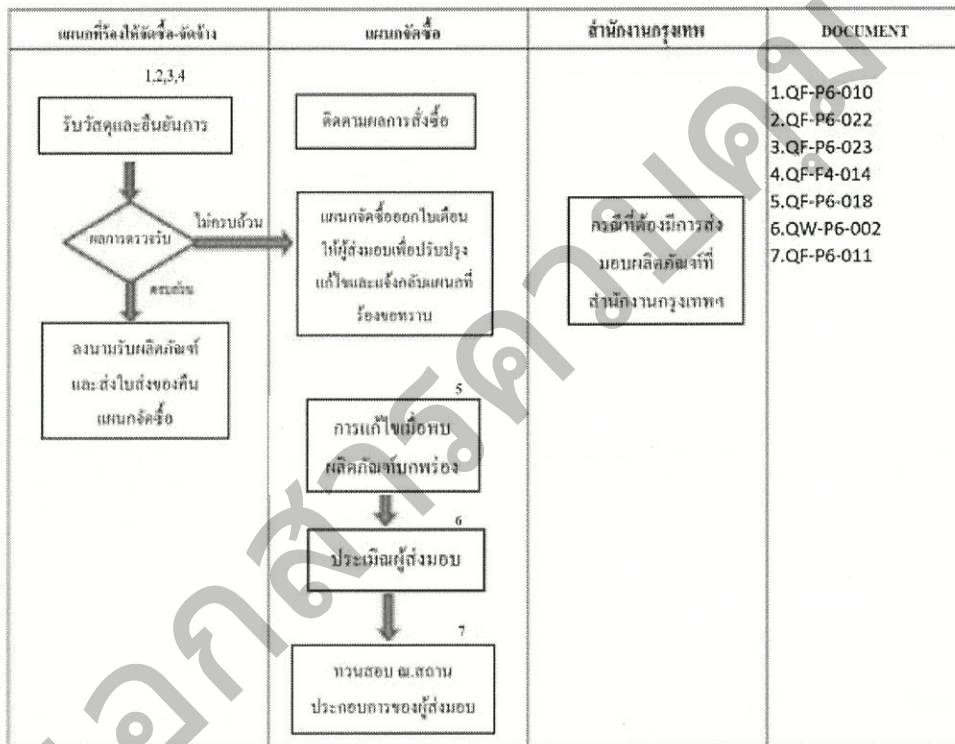 แผนกที่ร้องให้จัดซื้อ-จัดจ้าง
แผนกจัดซื้อ
สำนักงานกรุงเทพ
DOCUMENT
1,2,3,4
รับวัสดุและยืนยันการ
ผลการตรวจรับ
ไม่ครบถ้วน
ครบถ้วน
ลงนามรับผลิตภัณฑ์
และส่งใบส่งของคืน
แผนกจัดซื้อ
ติดตามผลการสั่งซื้อ
แผนกจัดซื้อออกใบเตือน
ให้ผู้ส่งมอบเพื่อปรับปรุง
แก้ไขและแจ้งกลับแผนกที่
ร้องขอทราบ
5
การแก้ไขเมื่อพบ
ผลิตภัณฑ์บกพร่อง
6
ประเมินผู้ส่งมอบ
7
ทวนสอบ ณ.สถาน
ประกอบการของผู้ส่งมอบ
กรณีที่ต้องมีการส่ง
มอบผลิตภัณฑ์ที่
สำนักงานกรุงเทพฯ
1.QF-P6-010
2.QF-P6-022
3.QF-P6-023
4.QF-F4-014
5.QF-P6-018
6.QW-P6-002
7.QF-P6-011
เอกสารควบคุม